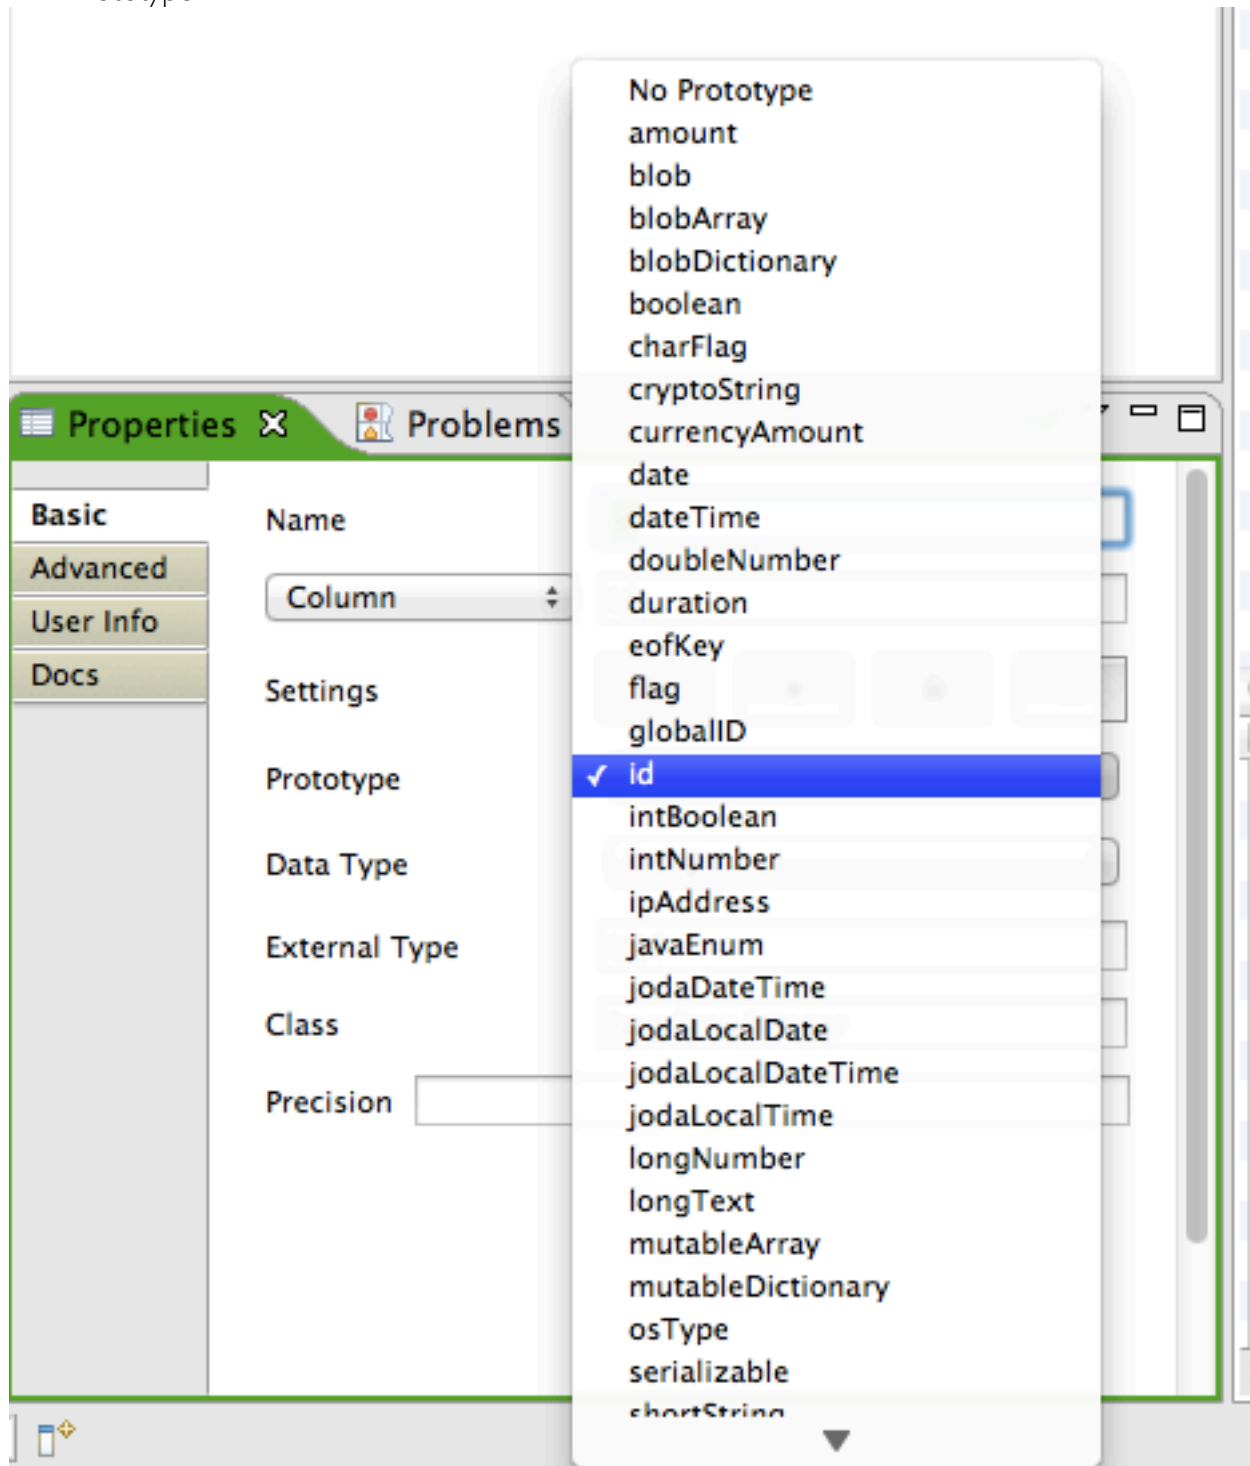 No Prototype
amount
blob
blobArray
blobDictionary
boolean
charFlag
cryptoString
currencyAmount
date
dateTime
doubleNumber
duration
eofKey
flag
globalID
✓ id
intBoolean
intNumber
ipAddress
javaEnum
jodaDateTime
jodaLocalDate
jodaLocalDateTime
jodaLocalTime
longNumber
longText
mutableArray
mutableDictionary
osType
serializable
shortString
Properties
Problems
Basic
Advanced
User Info
Docs
Name
Column
Settings
Prototype
Data Type
External Type
Class
Precision